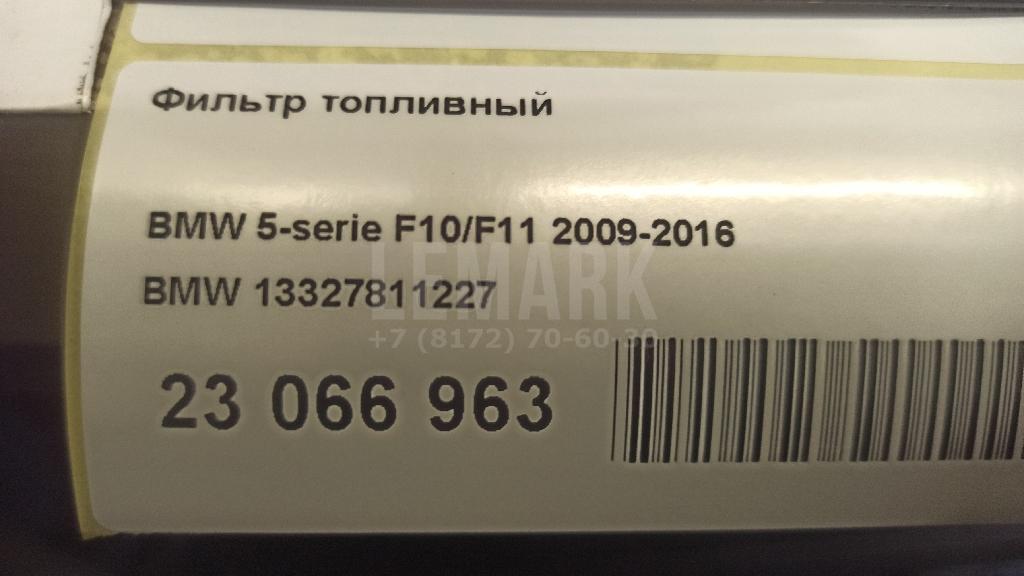 Фильтр топливный
BMW 5-serie F10/F11 2009-2016
BMW 13327811227
LEMARK
+7 (8172) 70-60-30
23 066 963